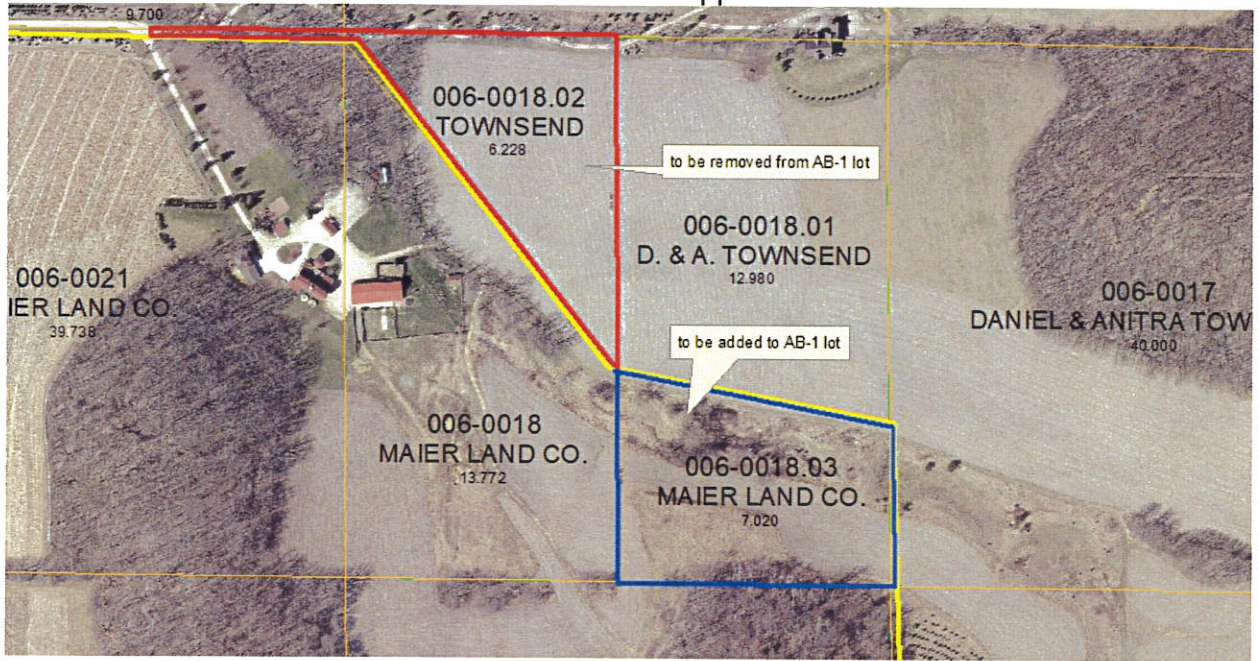 9.700
006-0018.02
TOWNSEND
6.228
to be removed from AB-1 lot
006-0018.01
D. & A. TOWNSEND
12.980
006-0021
IER LAND CO.
39.738
006-0017
DANIEL & ANITRA TOW
40.000
to be added to AB-1 lot
006-0018
MAIER LAND CO.
13.772
006-0018.03
MAIER LAND CO.
7.020